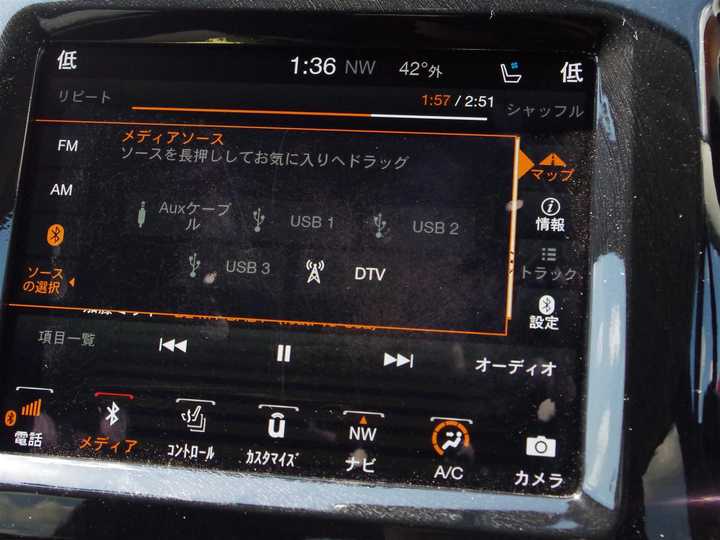 低 1:36 NW 42°外 低
リピート 1:57 / 2:51 シャッフル
メディアソース
ソースを長押ししてお気に入りへドラッグ
FM
AM
ソース
の選択
Auxケーブ
ル
USB 1
USB 2
USB 3
DTV
マップ
情報
トラック
設定
項目一覧
オーディオ
電話
メディア
コントロール
カスタマイズ
NW
ナビ
A/C
カメラ